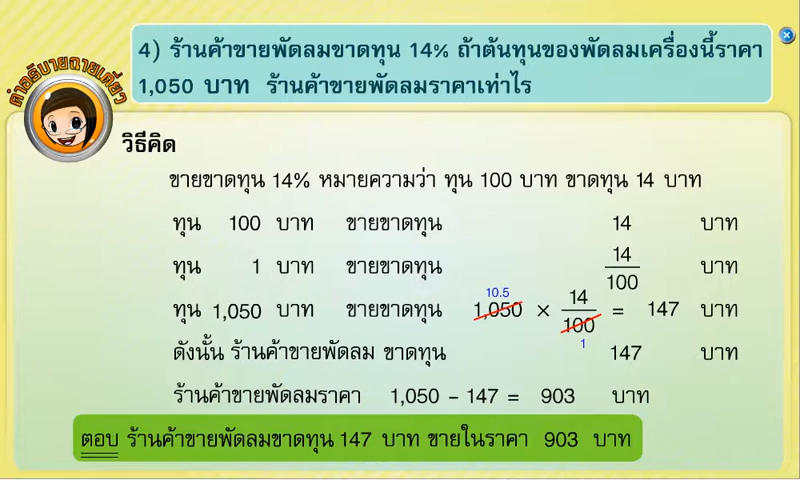 4) ร้านค้าขายพัดลมขาดทุน 14% ถ้าต้นทุนของพัดลมเครื่องนี้ราคา
1,050 บาท ร้านค้าขายพัดลมราคาเท่าไร
คำอธิบายฉายเดี่ยว
วิธีคิด
ขายขาดทุน 14% หมายความว่า ทุน 100 บาท ขาดทุน 14 บาท
ทุน 100 บาท ขายขาดทุน 14 บาท
ทุน 1 บาท ขายขาดทุน 14/100 บาท
10.5
ทุน 1,050 บาท ขายขาดทุน 1,050 × 14/100 = 147 บาท
1
ดังนั้น ร้านค้าขายพัดลม ขาดทุน 147 บาท
ร้านค้าขายพัดลมราคา 1,050 - 147 = 903 บาท
ตอบ ร้านค้าขายพัดลมขาดทุน 147 บาท ขายในราคา 903 บาท